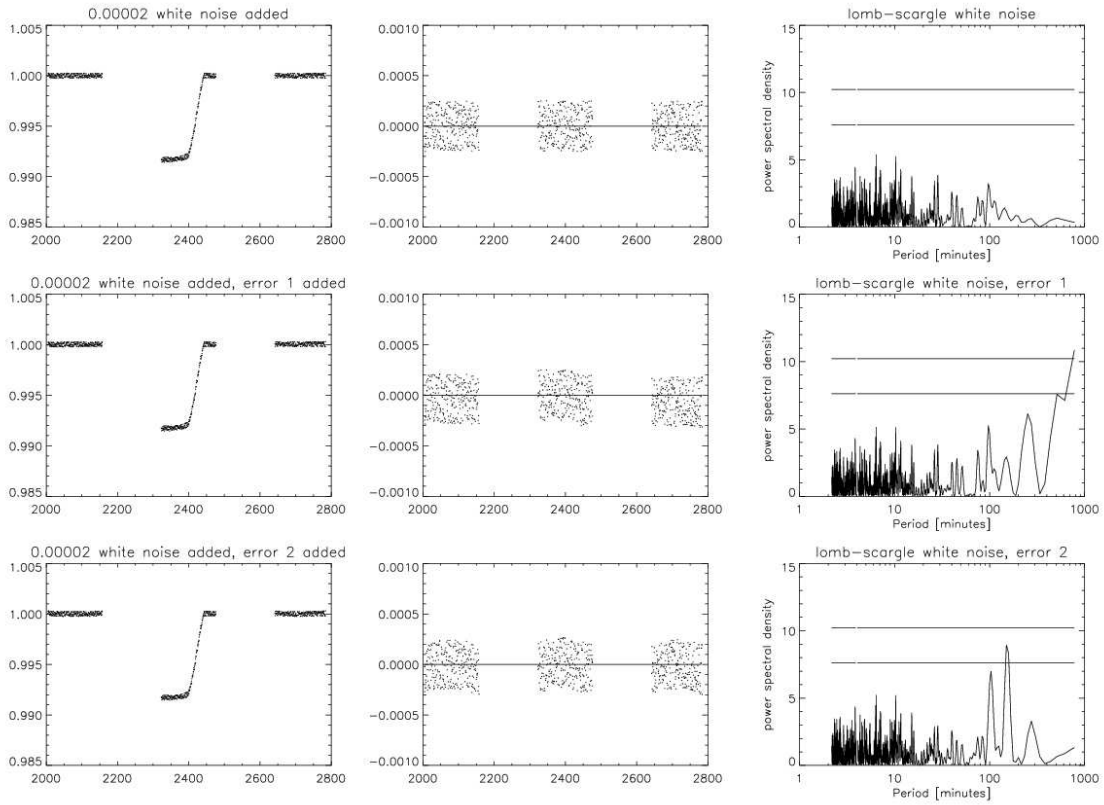 0.00002 white noise added
1.005
1.000
0.995
0.990
0.985
2000 2200 2400 2600 2800
0.0010
0.0005
0.0000
−0.0005
−0.0010
2000 2200 2400 2600 2800
lomb−scargle white noise
power spectral density
15
10
5
0
1 10 100 1000
Period [minutes]
0.00002 white noise added, error 1 added
1.005
1.000
0.995
0.990
0.985
2000 2200 2400 2600 2800
0.0010
0.0005
0.0000
−0.0005
−0.0010
2000 2200 2400 2600 2800
lomb−scargle white noise, error 1
power spectral density
15
10
5
0
1 10 100 1000
Period [minutes]
0.00002 white noise added, error 2 added
1.005
1.000
0.995
0.990
0.985
2000 2200 2400 2600 2800
0.0010
0.0005
0.0000
−0.0005
−0.0010
2000 2200 2400 2600 2800
lomb−scargle white noise, error 2
power spectral density
15
10
5
0
1 10 100 1000
Period [minutes]